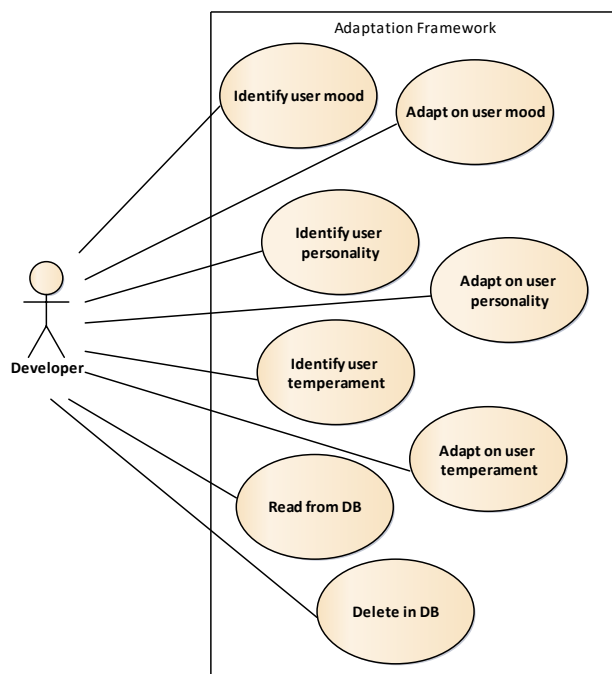 Adaptation Framework
Identify user mood
Adapt on user mood
Identify user
personality
Adapt on user
personality
Developer
Identify user
temperament
Adapt on user
temperament
Read from DB
Delete in DB